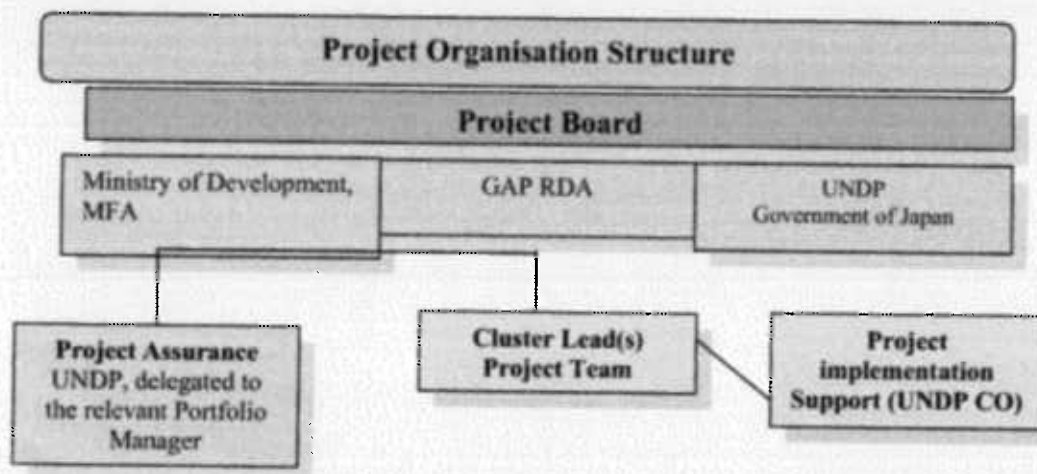 Project Organisation Structure
Project Board
Ministry of Development,
MFA
GAP RDA
UNDP
Government of Japan
Project Assurance
UNDP, delegated to
the relevant Portfolio
Manager
Cluster Lead(s)
Project Team
Project
implementation
Support (UNDP CO)